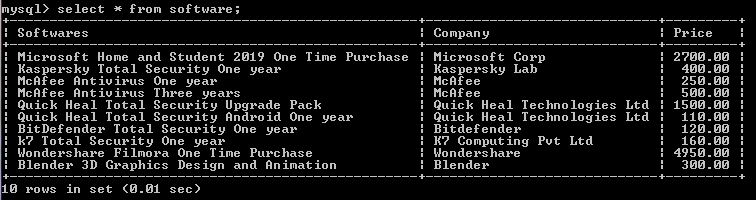 mysql> select * from software;
+-----------------------------------------------+----------------------------+---------+
| Softwares | Company | Price |
+-----------------------------------------------+----------------------------+---------+
| Microsoft Home and Student 2019 One Time Purchase | Microsoft Corp | 2700.00 |
| Kaspersky Total Security One year | Kaspersky Lab | 400.00 |
| McAfee Antivirus One year | McAfee | 250.00 |
| McAfee Antivirus Three years | McAfee | 500.00 |
| Quick Heal Total Security Upgrade Pack | Quick Heal Technologies Ltd | 1500.00 |
| Quick Heal Total Security Android One year | Quick Heal Technologies Ltd | 110.00 |
| BitDefender Total Security One year | Bitdefender | 120.00 |
| k7 Total Security One year | K7 Computing Pvt Ltd | 160.00 |
| Wondershare Filmora One Time Purchase | Wondershare | 4950.00 |
| Blender 3D Graphics Design and Animation | Blender | 300.00 |
+-----------------------------------------------+----------------------------+---------+
10 rows in set (0.01 sec)